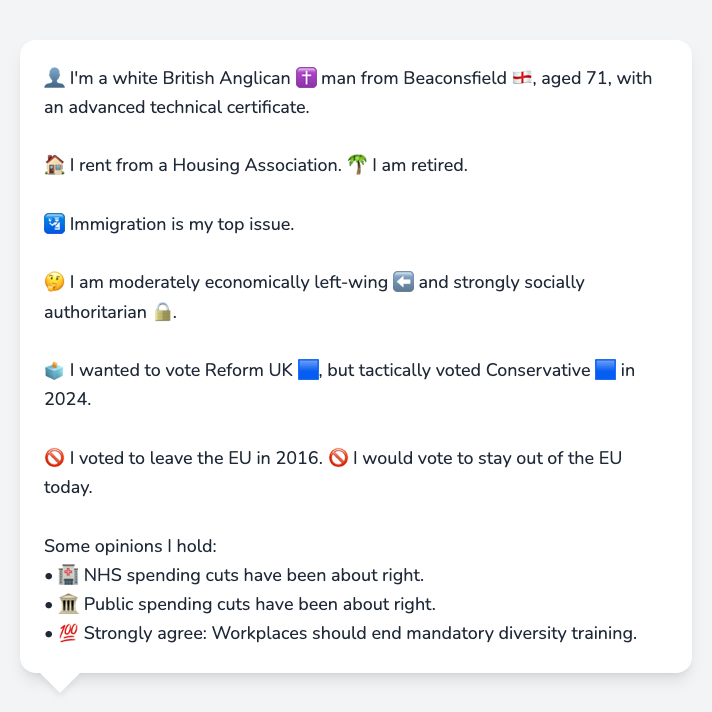 👤 I'm a white British Anglican ✝️ man from Beaconsfield 🏴󠁧󠁢󠁥󠁮󠁧󠁿, aged 71, with
an advanced technical certificate.
🏠 I rent from a Housing Association. 🌴 I am retired.
🛂 Immigration is my top issue.
🤔 I am moderately economically left-wing ⬅️ and strongly socially
authoritarian 🔒.
🗳️ I wanted to vote Reform UK 🟦, but tactically voted Conservative 🟦 in
2024.
🚫 I voted to leave the EU in 2016. 🚫 I would vote to stay out of the EU
today.
Some opinions I hold:
• 🏥 NHS spending cuts have been about right.
• 🏛️ Public spending cuts have been about right.
• 💯 Strongly agree: Workplaces should end mandatory diversity training.